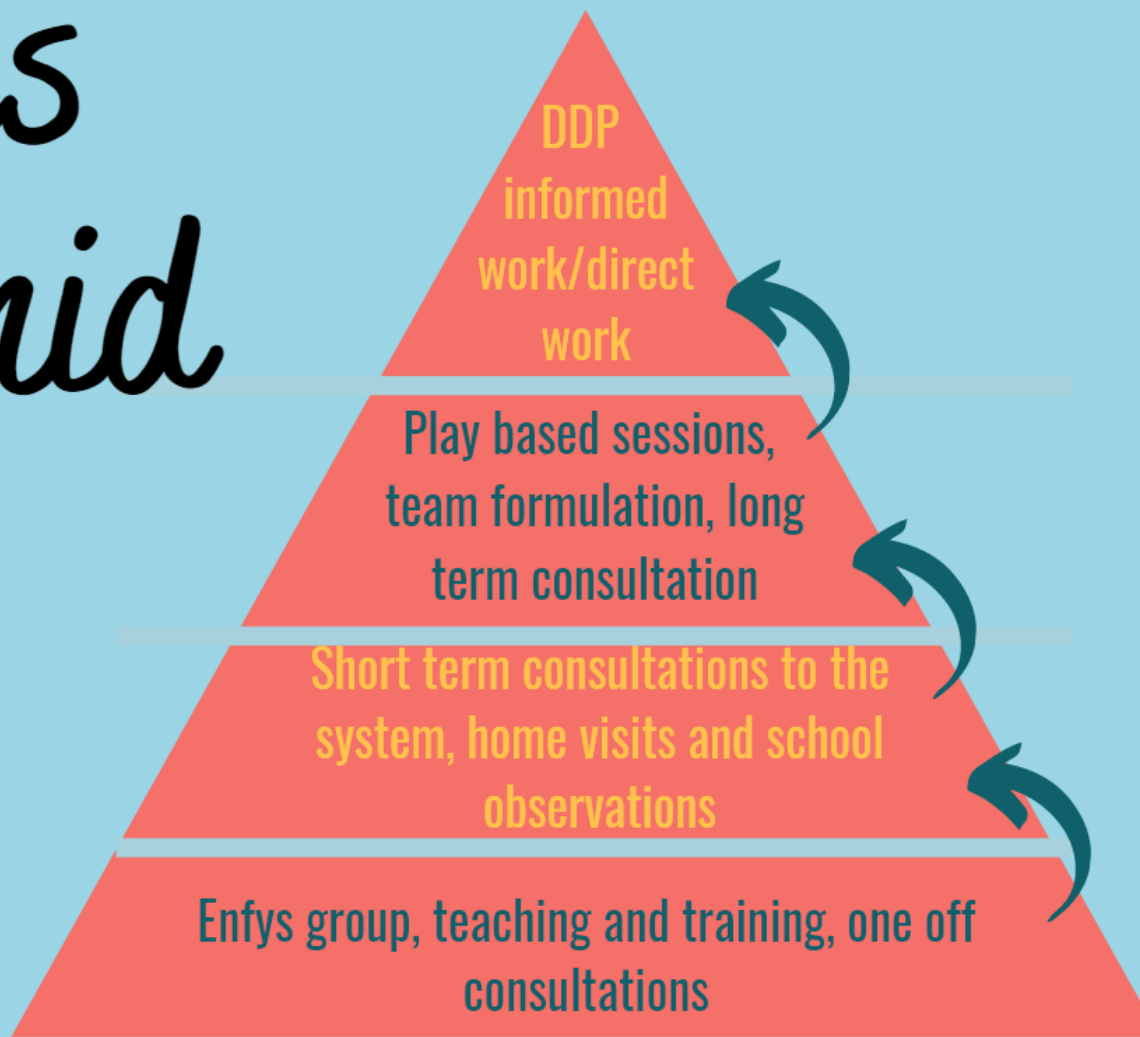 s
mid
DDP
informed
work/direct
work
Play based sessions,
team formulation, long
term consultation
Short term consultations to the
system, home visits and school
observations
Enfys group, teaching and training, one off
consultations